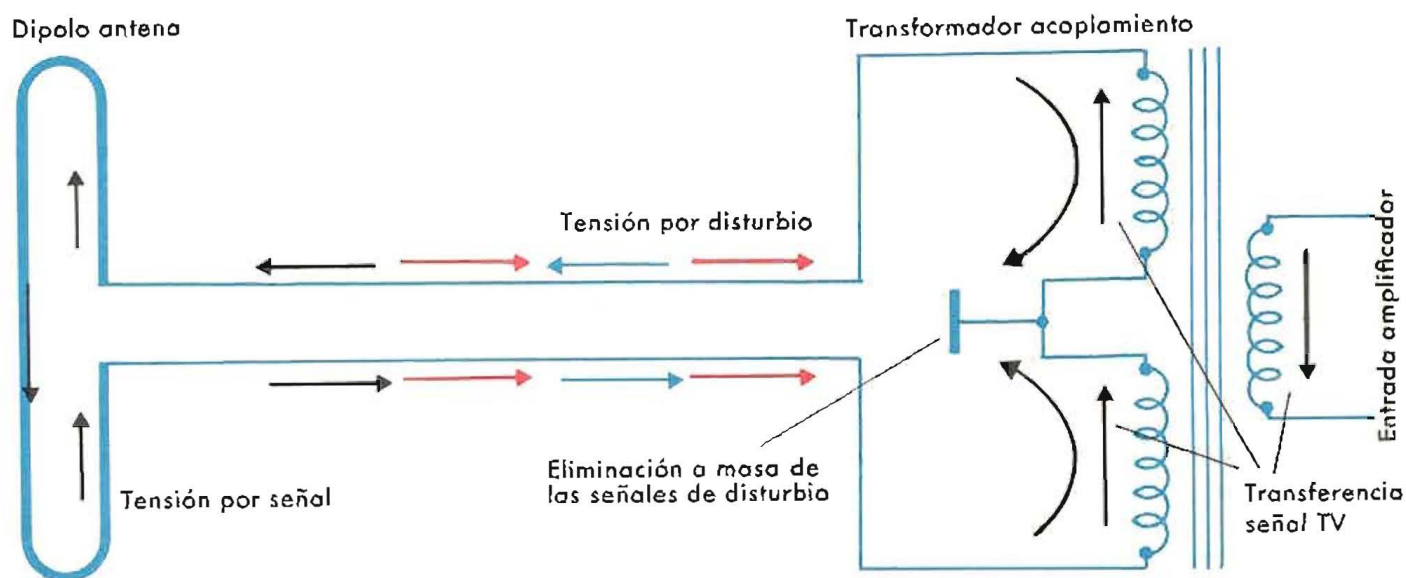 Dipolo antena
Transformador acoplamiento
Tensión por disturbio
Entrada amplificador
Eliminación a masa de
las señales de disturbio
Tensión por señal
Transferencia
señal TV